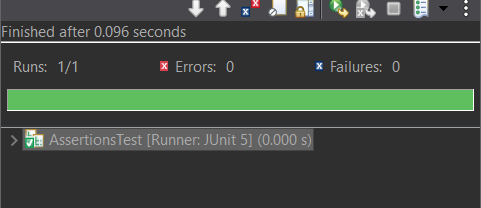 Finished after 0.096 seconds
Runs: 1/1 Errors: 0 Failures: 0
AssertionsTest [Runner: JUnit 5] (0.000 s)